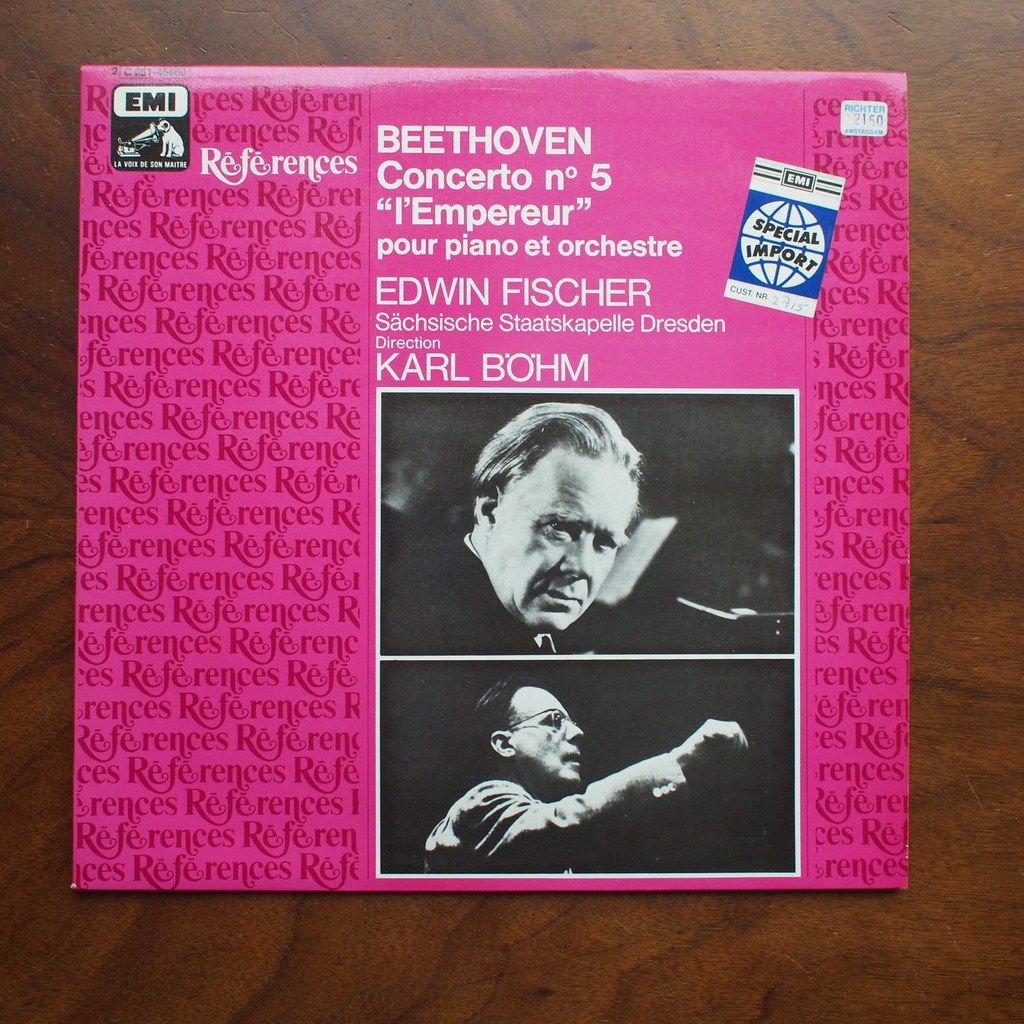 EMI
LA VOIX DE SON MAITRE
Références
BEETHOVEN
Concerto nº 5
“l’Empereur”
pour piano et orchestre
EDWIN FISCHER
Sächsische Staatskapelle Dresden
Direction
KARL BÖHM
RICHTER
2150
AMSTERDAM
EMI
SPECIAL
IMPORT
CUST. NR 2715